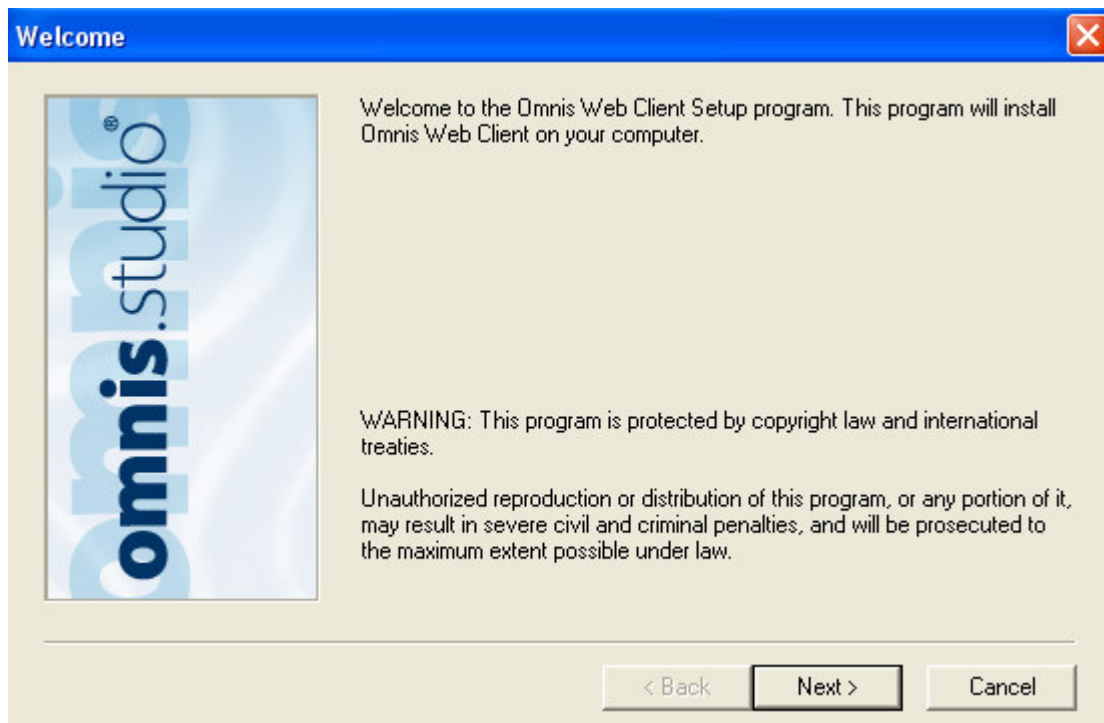 Welcome
omnis.studio®
omnis
Welcome to the Omnis Web Client Setup program. This program will install
Omnis Web Client on your computer.
WARNING: This program is protected by copyright law and international
treaties.
Unauthorized reproduction or distribution of this program, or any portion of it,
may result in severe civil and criminal penalties, and will be prosecuted to
the maximum extent possible under law.
< Back
Next >
Cancel